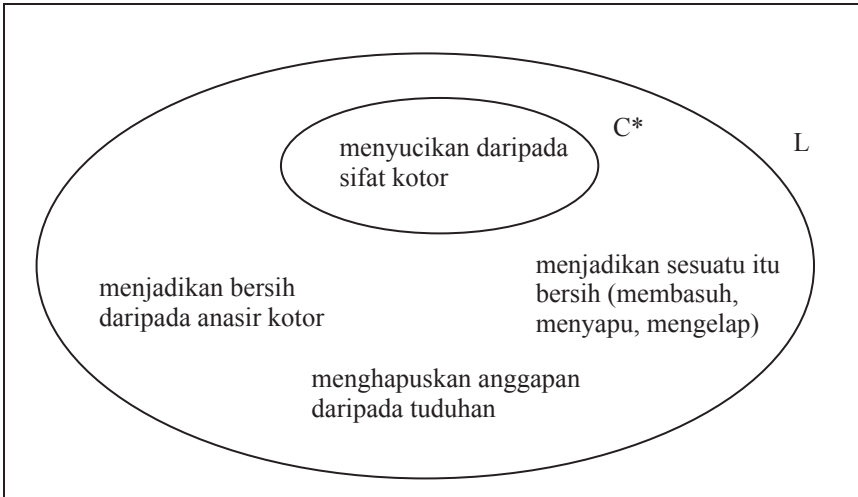 C*
L
menyucikan daripada
sifat kotor
menjadikan sesuatu itu
bersih (membasuh,
menyapu, mengelap)
menjadikan bersih
daripada anasir kotor
menghapuskan anggapan
daripada tuduhan